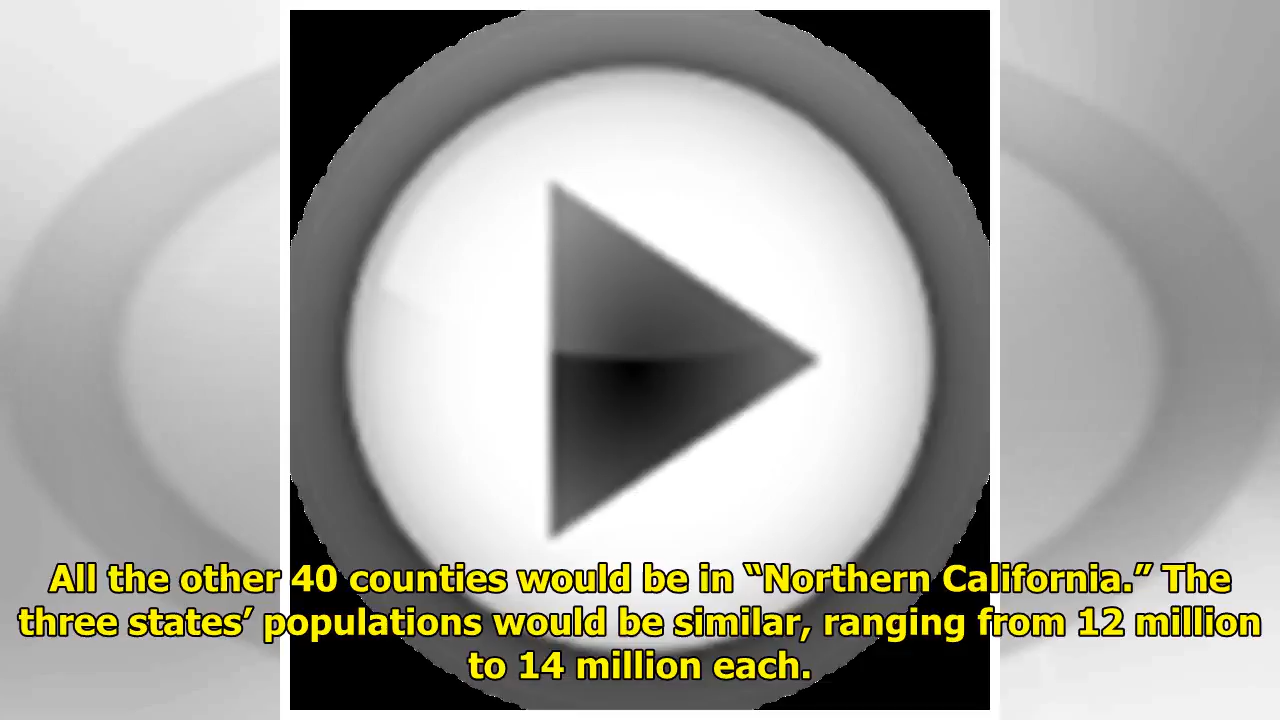 All the other 40 counties would be in “Northern California.” The
three states’ populations would be similar, ranging from 12 million
to 14 million each.